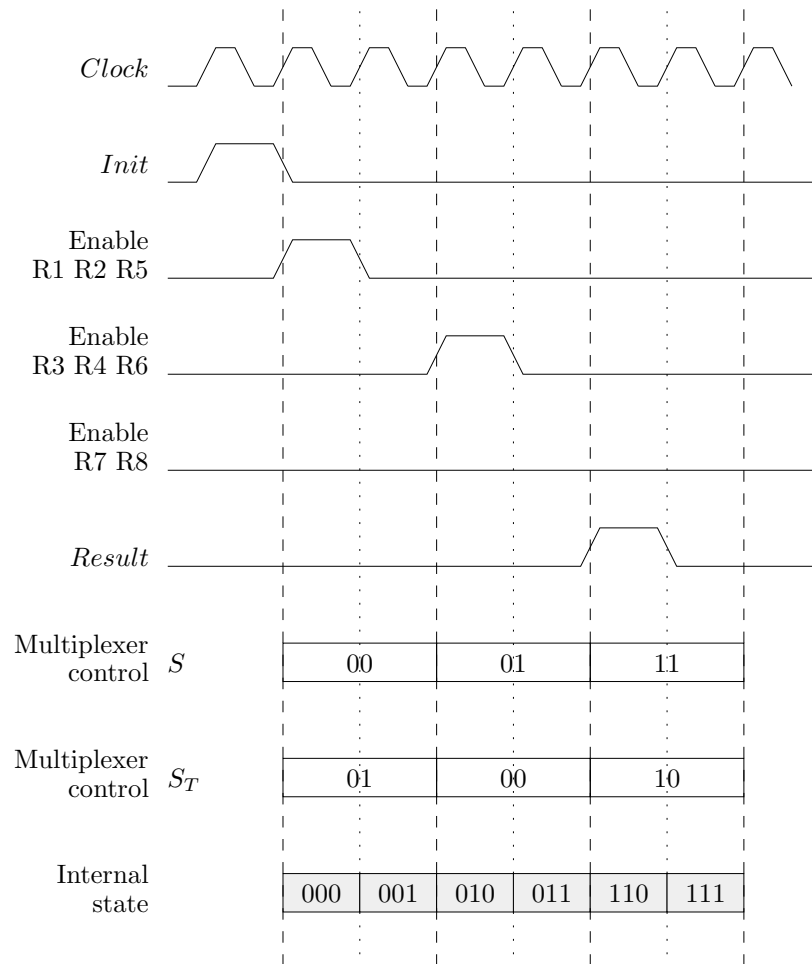 Clock
Init
Enable
R1 R2 R5
Enable
R3 R4 R6
Enable
R7 R8
Result
Multiplexer
control S
00 01 11
Multiplexer
control S_T
01 00 10
Internal
state
000 001 010 011 110 111